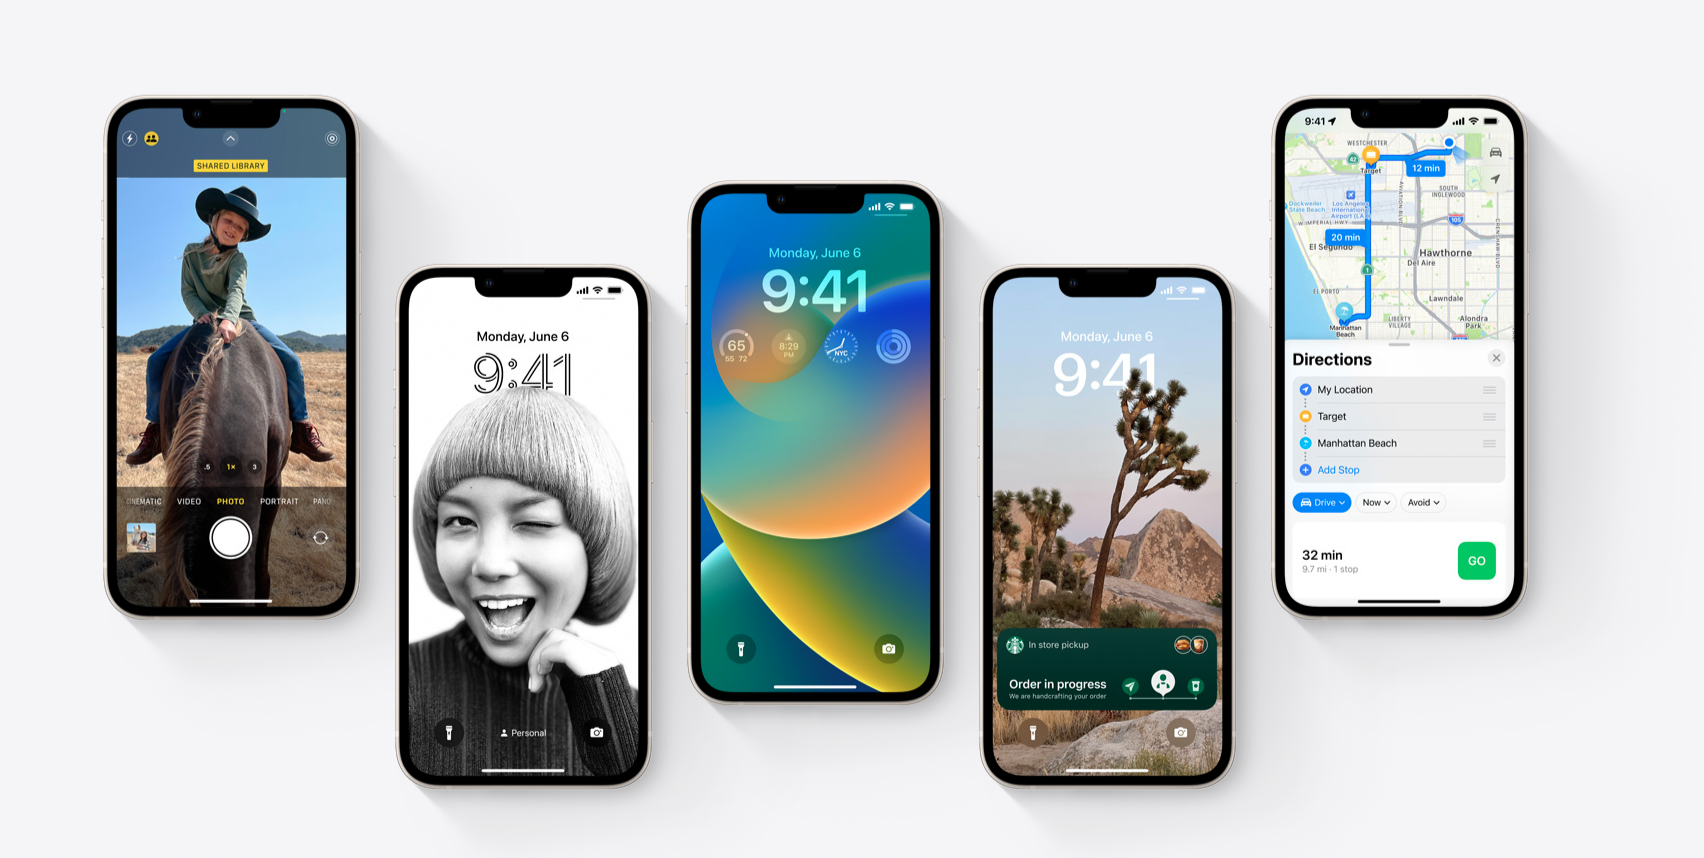 SHARED LIBRARY
.5
1×
3
CINEMATIC
VIDEO
PHOTO
PORTRAIT
PANO
Monday, June 6
9:41
Personal
Monday, June 6
9:41
65
55 72
8:29
PM
NYC
Monday, June 6
9:41
In store pickup
Order in progress
We are handcrafting your order
9:41
WESTCHESTER
42
Target
12 min
SOUTH
INGLEWOOD
Dockweiler
State Beach
Los Angeles
International
Airport (LA
W IMPERIAL HWY
105
20 min
El Segundo
Hawthorne
Del Aire
1
EL PORTO
Lawndale
LIBERTY
VILLAGE
Alondra
Park
Manhattan
Beach
Directions
My Location
Target
Manhattan Beach
Add Stop
Drive
Now
Avoid
32 min
9.7 mi · 1 stop
GO